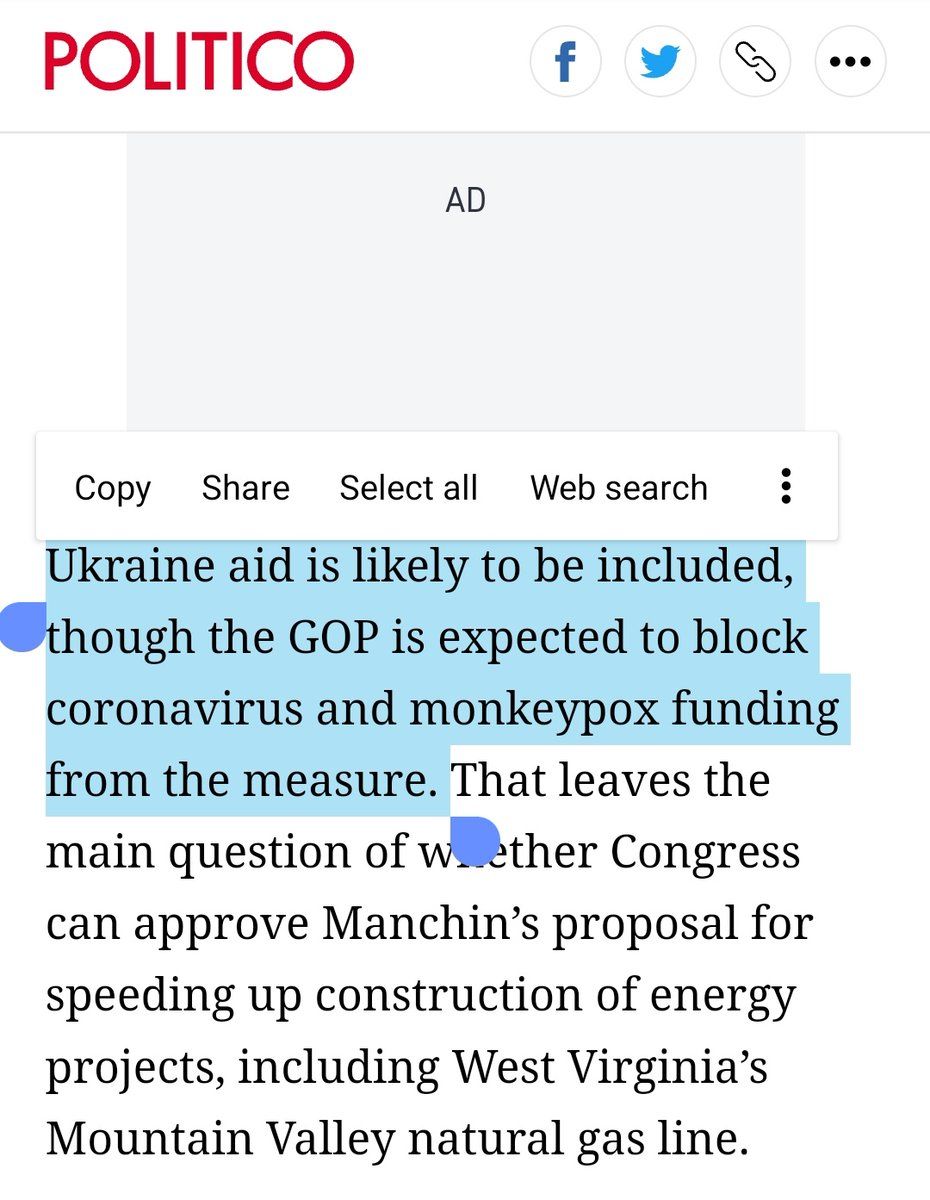 POLITICO
AD
Copy Share Select all Web search
Ukraine aid is likely to be included,
though the GOP is expected to block
coronavirus and monkeypox funding
from the measure. That leaves the
main question of whether Congress
can approve Manchin’s proposal for
speeding up construction of energy
projects, including West Virginia’s
Mountain Valley natural gas line.